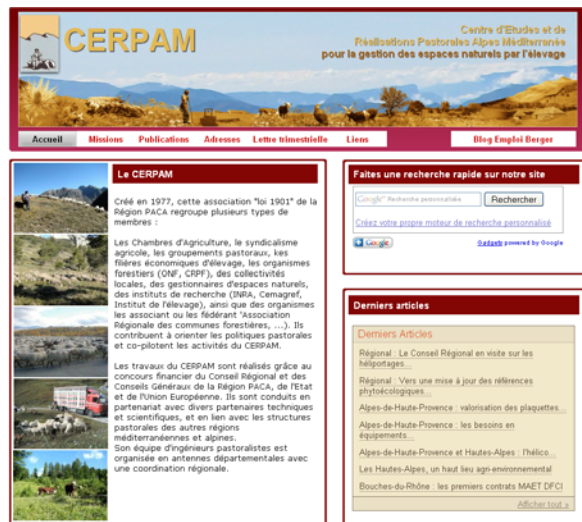 CERPAM
Centre d'Etudes et de
Réalisations Pastorales Alpes Méditerranée
pour la gestion des espaces naturels par l'élevage
Accueil Missions Publications Adresses Lettre trimestrielle Liens Blog Emploi Berger
Le CERPAM
Créé en 1977, cette association "loi 1901" de la
Région PACA regroupe plusieurs types de
membres :
Les Chambres d'Agriculture, le syndicalisme
agricole, les groupements pastoraux, kes
filières économiques d'élevage, les organismes
forestiers (ONF, CRPF), des collectivités
locales, des gestionnaires d'espaces naturels,
des instituts de recherche (INRA, Cemagref,
Institut de l'élevage), ainsi que des organismes
les associant ou les fédérant 'Association
Régionale des communes forestières, ...). Ils
contribuent à orienter les politiques pastorales
et co-pilotent les activités du CERPAM.
Les travaux du CERPAM sont réalisés grâce au
concours financier du Conseil Régional et des
Conseils Généraux de la Région PACA, de l'Etat
et de l'Union Européenne. Ils sont conduits en
partenariat avec divers partenaires techniques
et scientifiques, et en lien avec les structures
pastorales des autres régions
méditerranéennes et alpines.
Son équipe d'ingénieurs pastoralistes est
organisée en antennes départementales avec
une coordination régionale.
Faites une recherche rapide sur notre site
Google Recherche personnalisée Rechercher
Créez votre propre moteur de recherche personnalisé
Google Gadgets powered by Google
Derniers articles
Derniers Articles
Régional : Le Conseil Régional en visite sur les
héliportages...
Régional : Vers une mise à jour des références
phytoécologiques...
Alpes-de-Haute-Provence : valorisation des plaquettes...
Alpes-de-Haute-Provence : les besoins en
équipements...
Alpes-de-Haute-Provence et Hautes-Alpes : l'hélico...
Les Hautes-Alpes, un haut lieu agri-environnemental
Bouches-du-Rhône : les premiers contrats MAET DFCI
Afficher tout »